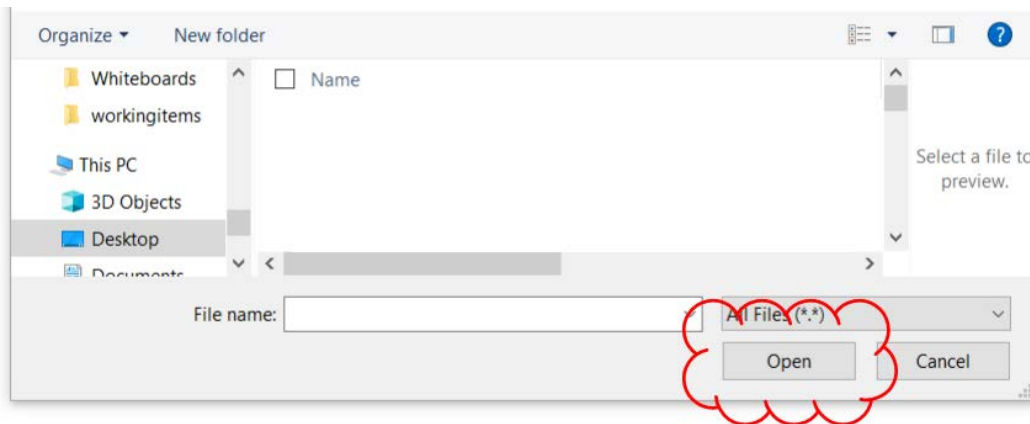 Organize New folder
?
Whiteboards
Name
workingitems
This PC
Select a file to
preview.
3D Objects
Desktop
Documents
File name:
All Files (*.*)
Open Cancel